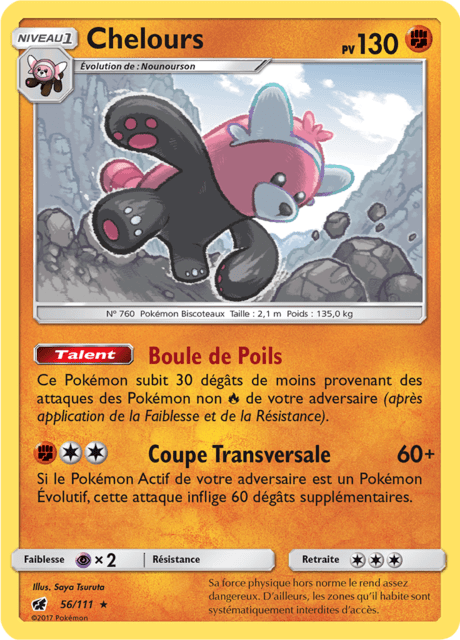 NIVEAU 1
Chelours
PV 130
Évolution de : Nounourson
N° 760 Pokémon Biscoteaux Taille : 2,1 m Poids : 135,0 kg
Talent Boule de Poils
Ce Pokémon subit 30 dégâts de moins provenant des
attaques des Pokémon non de votre adversaire (après
application de la Faiblesse et de la Résistance).
Coupe Transversale 60+
Si le Pokémon Actif de votre adversaire est un Pokémon
Évolutif, cette attaque inflige 60 dégâts supplémentaires.
Faiblesse × 2 Résistance Retraite
Illus. Saya Tsuruta
56/111 ★
©2017 Pokémon
Sa force physique hors norme le rend assez
dangereux. D'ailleurs, les zones qu'il habite sont
systématiquement interdites d'accès.